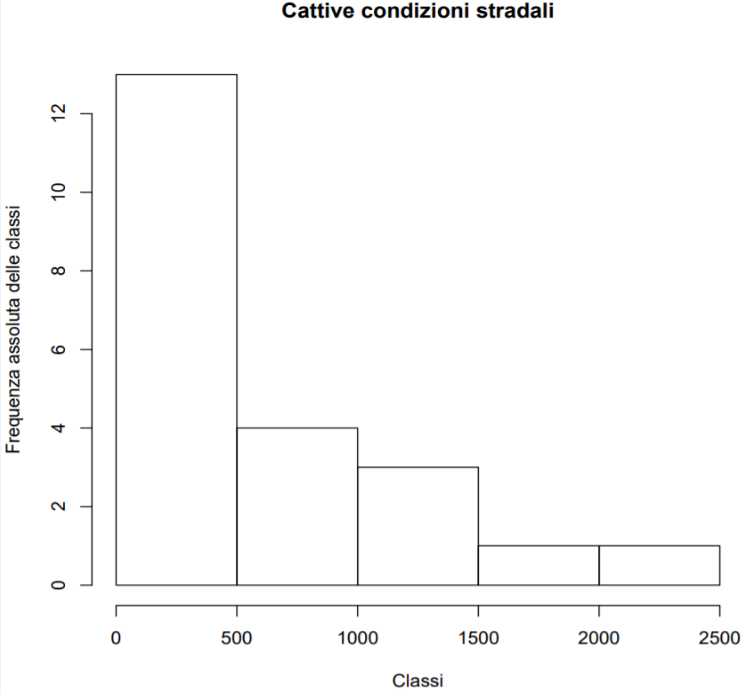 Cattive condizioni stradali
Frequenza assoluta delle classi
12
10
8
6
4
2
0
0 500 1000 1500 2000 2500
Classi